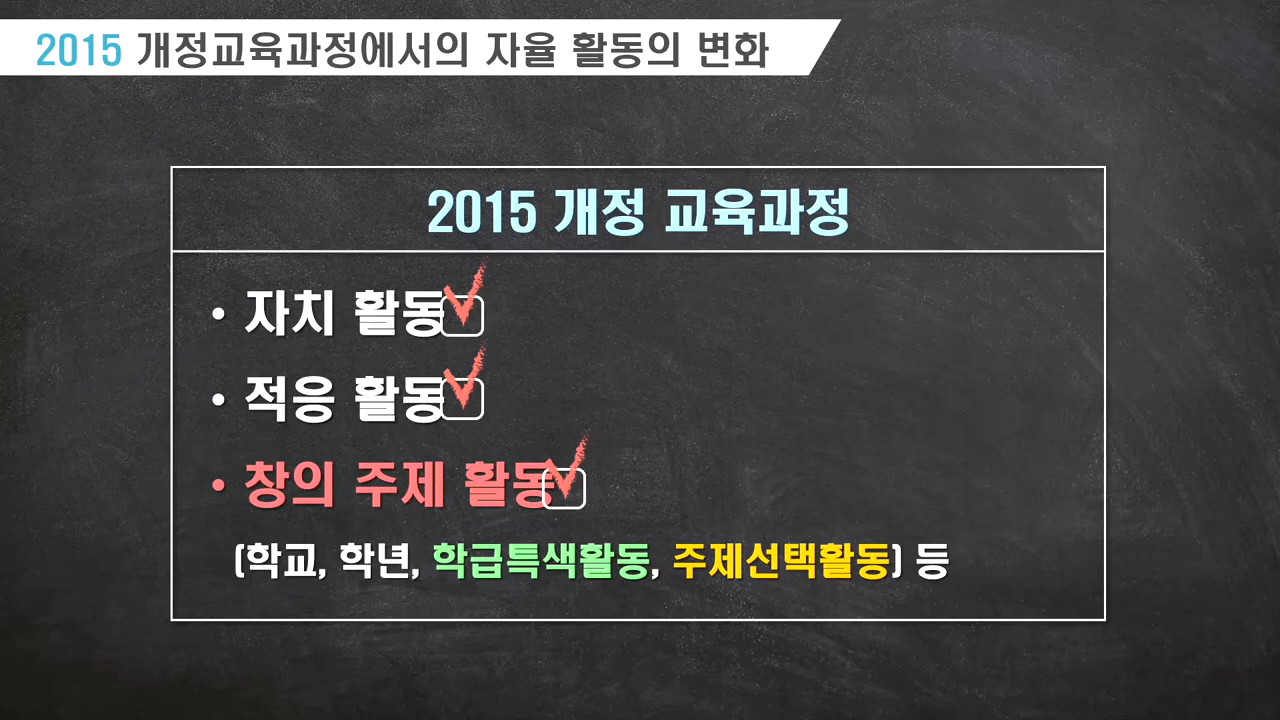 2015 개정교육과정에서의 자율 활동의 변화
2015 개정 교육과정
• 자치 활동
• 적응 활동
• 창의 주제 활동
(학교, 학년, 학급특색활동, 주제선택활동) 등